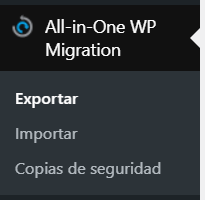 All-in-One WP
Migration
Exportar
Importar
Copias de seguridad